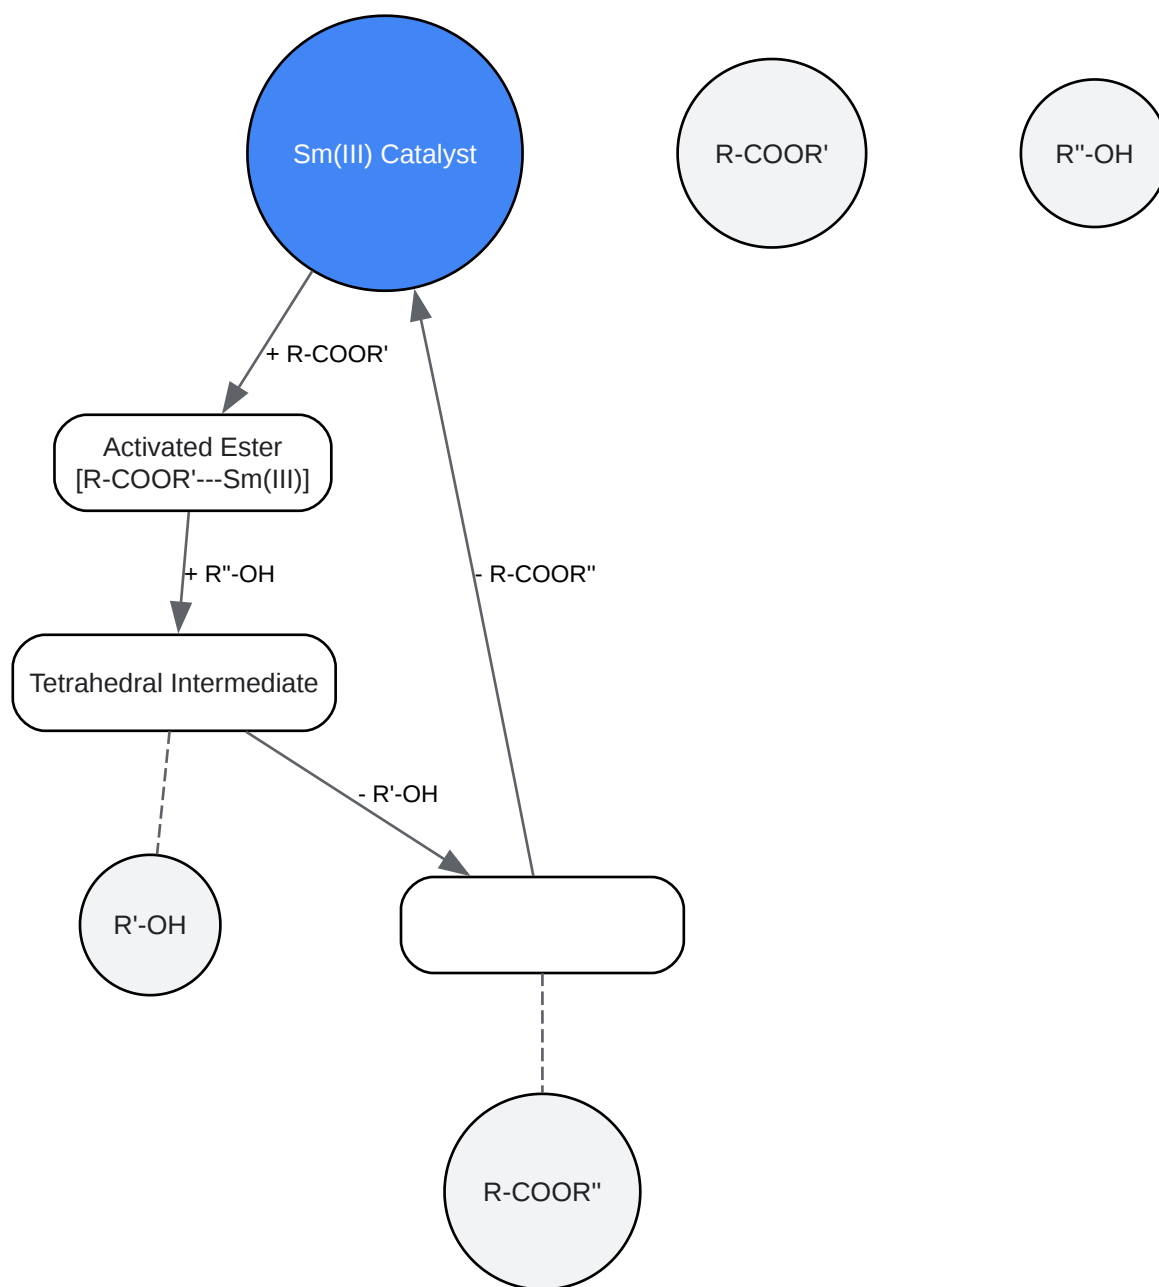 Sm(III) Catalyst
R-COOR'
R''-OH
+ R-COOR'
Activated Ester
[R-COOR'---Sm(III)]
+ R''-OH
- R-COOR''
Tetrahedral Intermediate
- R'-OH
R'-OH
R-COOR''